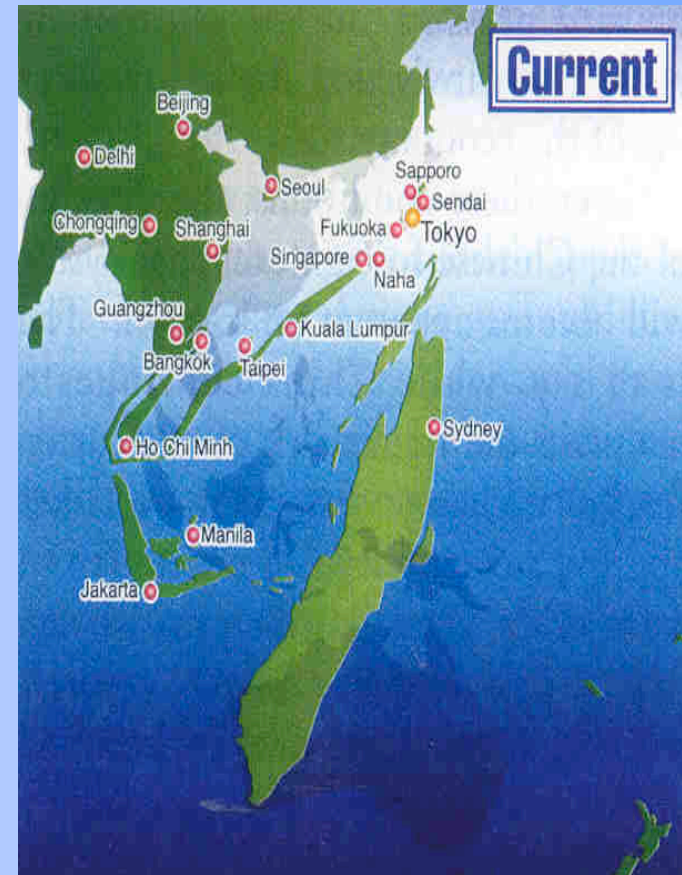 Current
Beijing
Delhi
Seoul
Sapporo
Sendai
Chongqing
Shanghai
Fukuoka
Tokyo
Singapore
Naha
Guangzhou
Kuala Lumpur
Bangkok
Taipei
Sydney
Ho Chi Minh
Manila
Jakarta